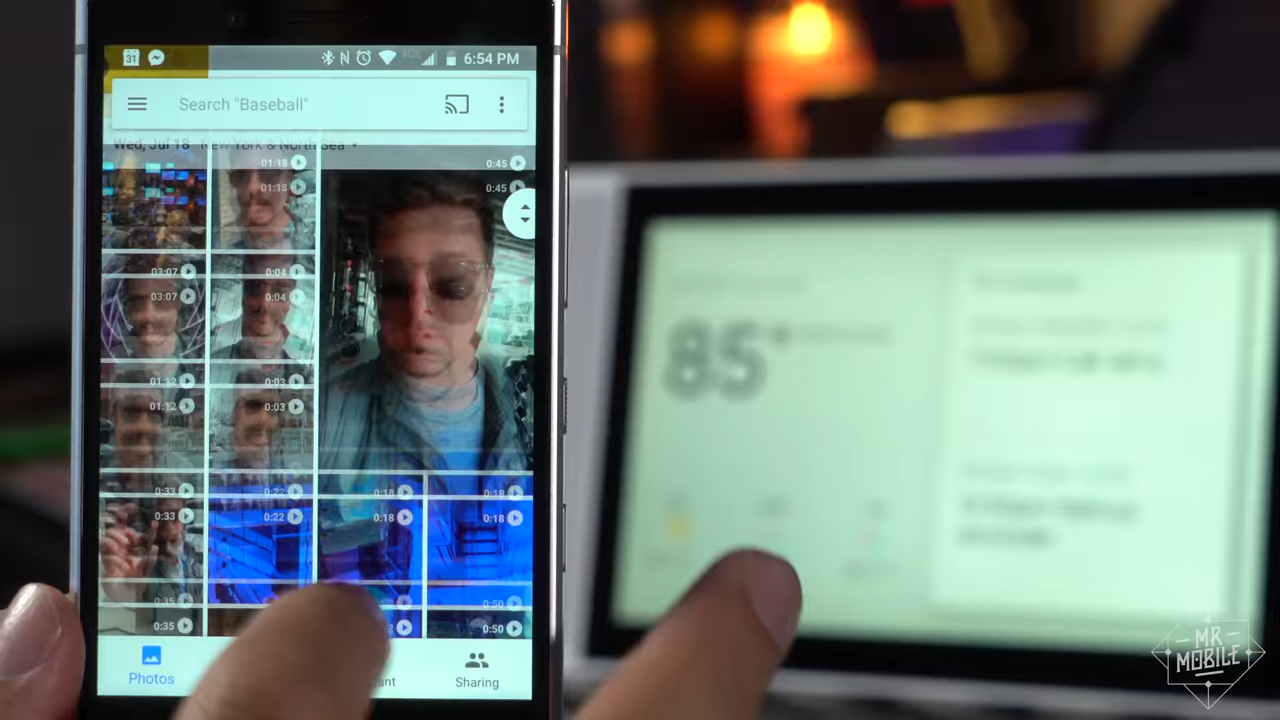 31
4G
6:54 PM
Search "Baseball"
Wed, Jul 18 New York & North Sea
01:18
0:45
01:18
0:45
03:07
0:04
03:07
0:04
01:12
0:03
01:12
0:03
0:33
0:22
0:18
0:18
0:33
0:22
0:18
0:18
0:35
0:50
0:35
0:50
Photos
ant
Sharing
85°
MR
MOBILE